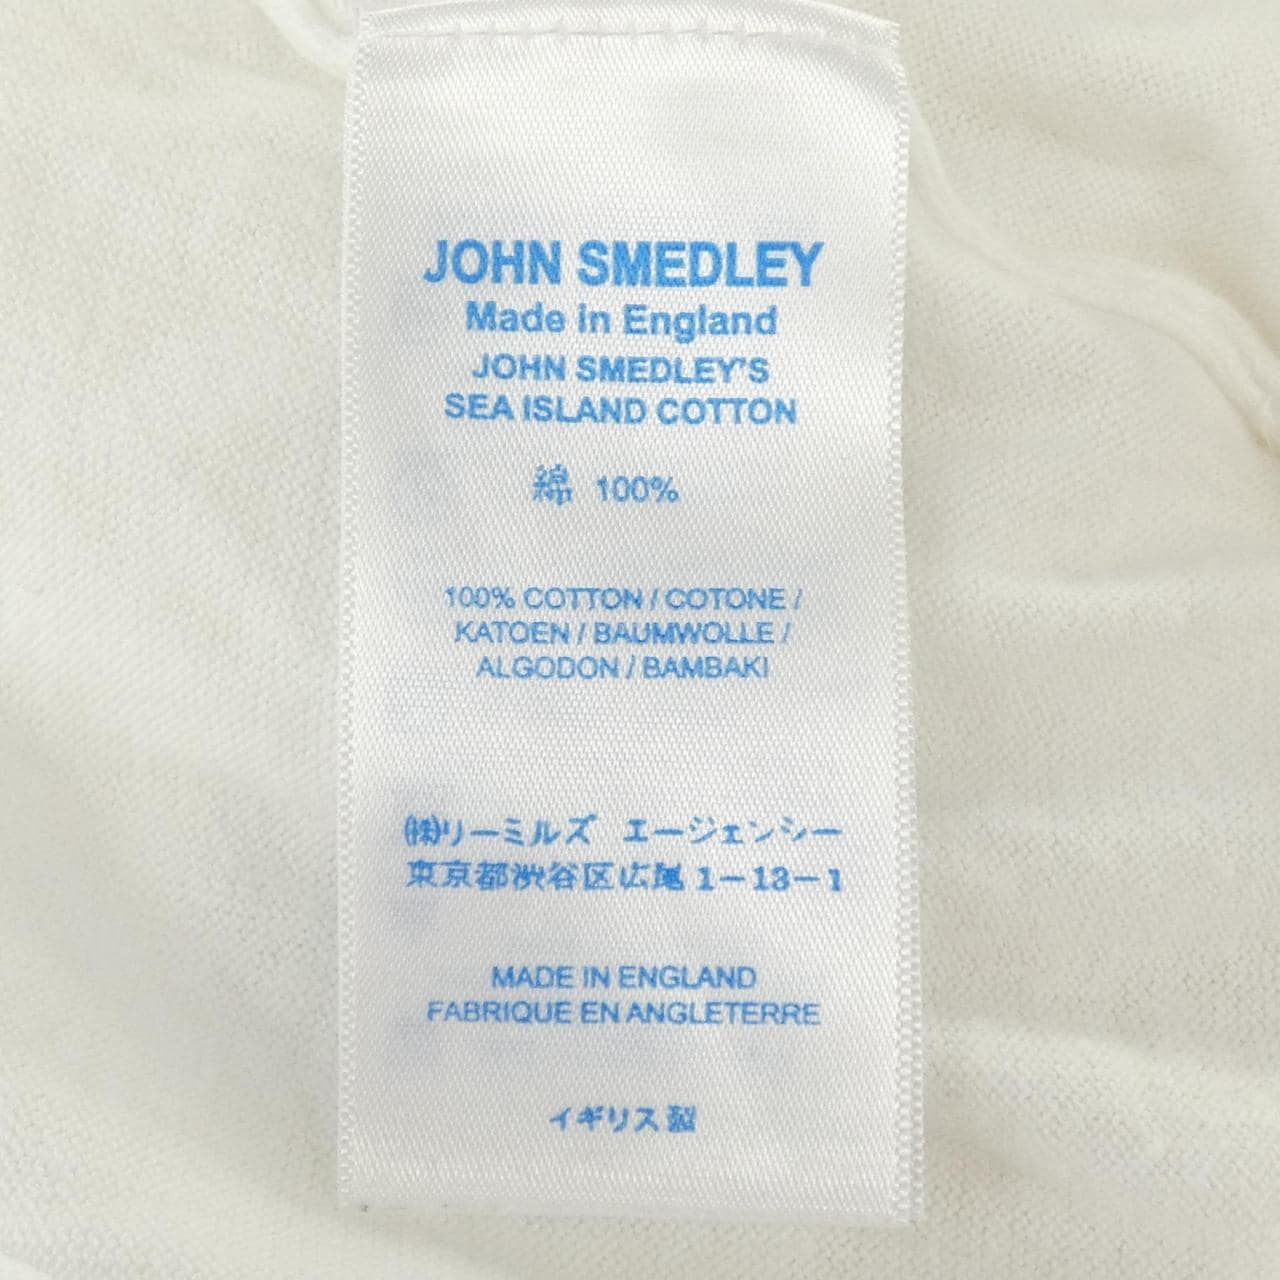 JOHN SMEDLEY
Made in England
JOHN SMEDLEY'S
SEA ISLAND COTTON
綿 100%
100% COTTON / COTONE /
KATOEN / BAUMWOLLE /
ALGODON / BAMBAKI
㈱リーミルズ エージェンシー
東京都渋谷区広尾1－13－1
MADE IN ENGLAND
FABRIQUE EN ANGLETERRE
イギリス製